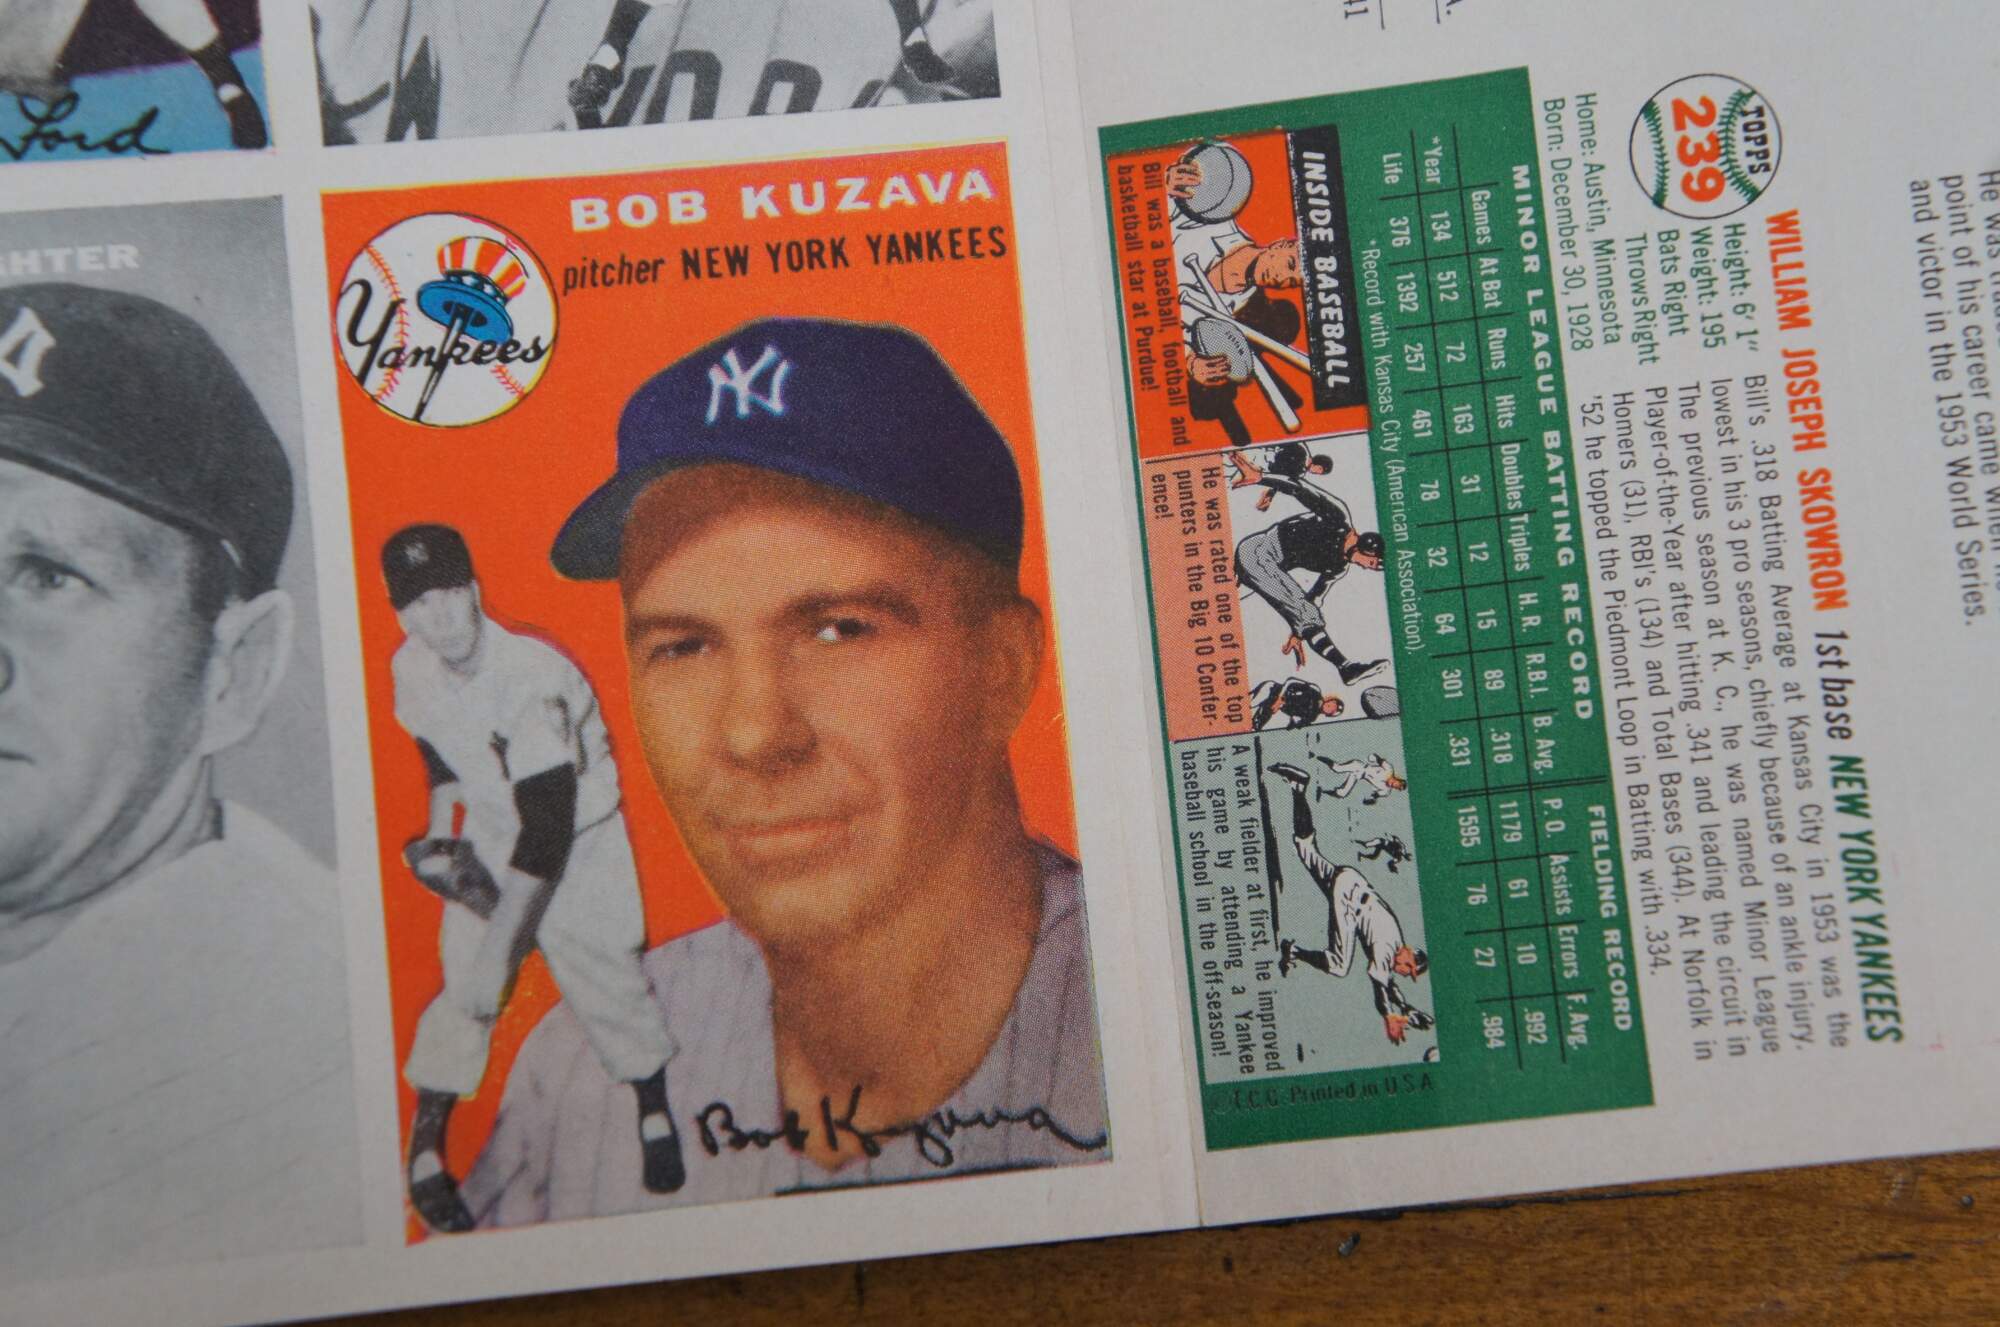 Ford
GHTER
BOB KUZAVA
pitcher NEW YORK YANKEES
Yankees
NY
Bob Kuzava
TOPPS
239
WILLIAM JOSEPH SKOWRON 1st base NEW YORK YANKEES
Height: 6' 1"
Weight: 195
Bats Right
Throws Right
Home: Austin, Minnesota
Born: December 30, 1928
Bill's .318 Batting Average at Kansas City in 1953 was the
lowest in his 3 pro seasons, chiefly because of an ankle injury.
The previous season at K. C., he was named Minor League
Player-of-the-Year after hitting .341 and leading the circuit in
Homers (31), RBI's (134) and Total Bases (344). At Norfolk in
'52 he topped the Piedmont Loop in Batting with .334.
MINOR LEAGUE BATTING RECORD FIELDING RECORD
Games At Bat Runs Hits Doubles Triples H. R. R.B.I. B. Avg. P. O. Assists Errors F. Avg.
*Year 134 512 72 163 31 12 15 89 .318 1179 61 10 .992
Life 376 1392 257 461 78 32 64 301 .331 1595 76 27 .984
*Record with Kansas City (American Association).
INSIDE BASEBALL
Bill was a baseball, football and
basketball star at Purdue!
He was rated one of the top
punters in the Big 10 Confer-
ence!
A weak fielder at first, he improved
his game by attending a Yankee
baseball school in the off-season!
© T.C.G. Printed in U S A
He was
point of his career came when he
and victor in the 1953 World Series.